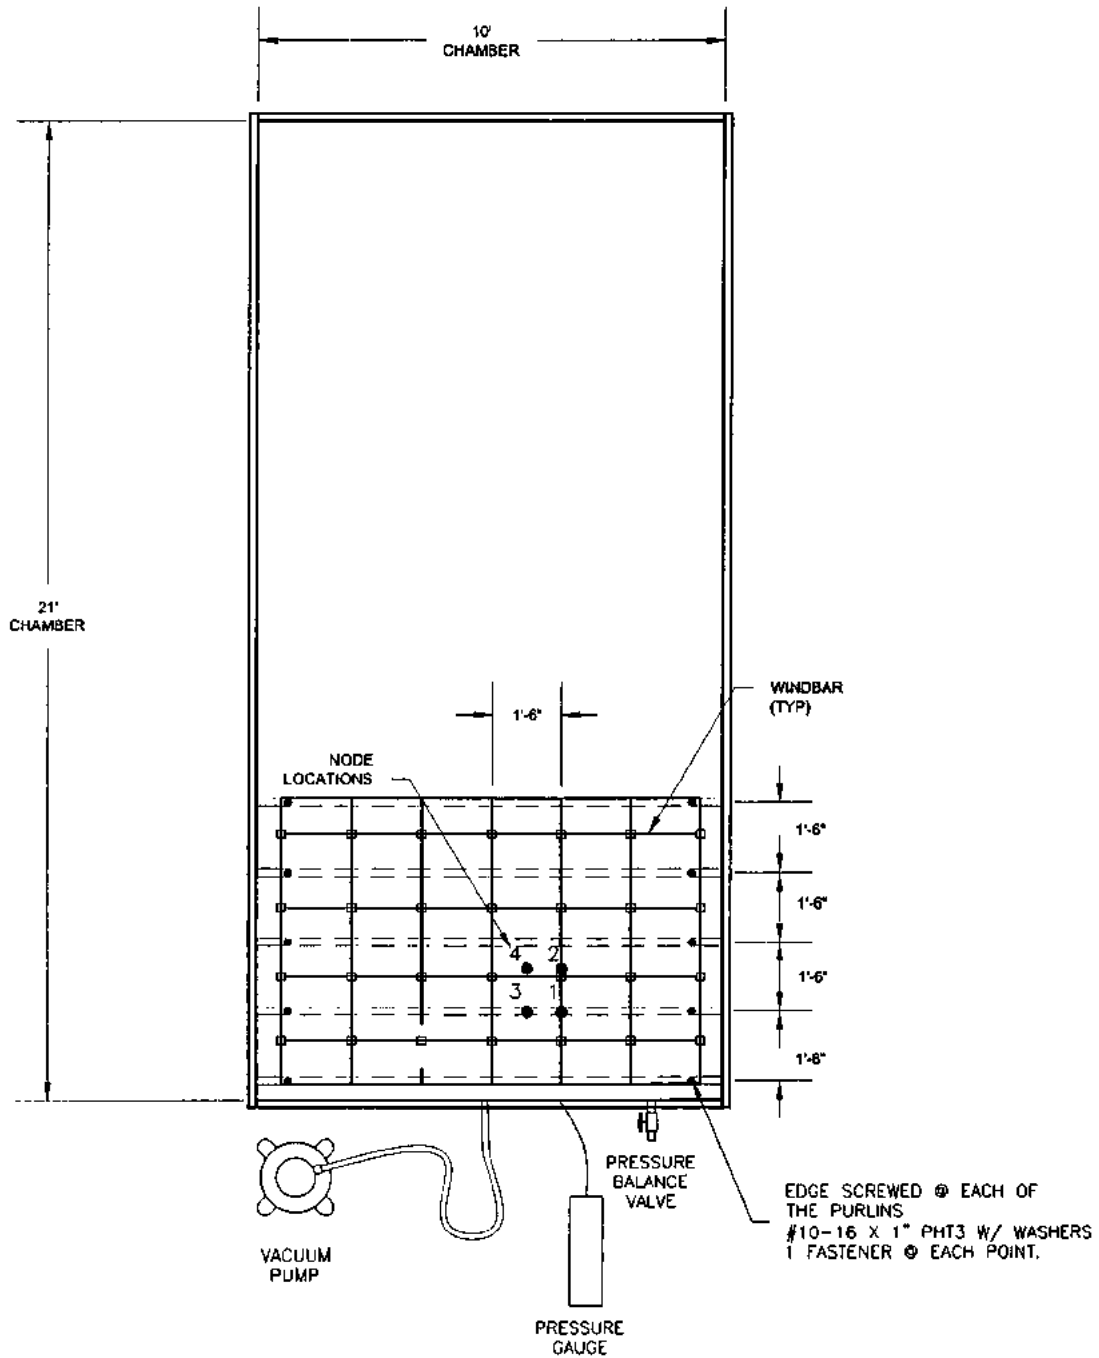 10'
CHAMBER
21'
CHAMBER
WINDBAR
(TYP)
1'-6"
NODE
LOCATIONS
1'-6"
1'-6"
4 2
1'-6"
3 1
1'-6"
PRESSURE
BALANCE
VALVE
EDGE SCREWED @ EACH OF
THE PURLINS
#10-16 X 1" PHT3 W/ WASHERS
1 FASTENER @ EACH POINT.
VACUUM
PUMP
PRESSURE
GAUGE